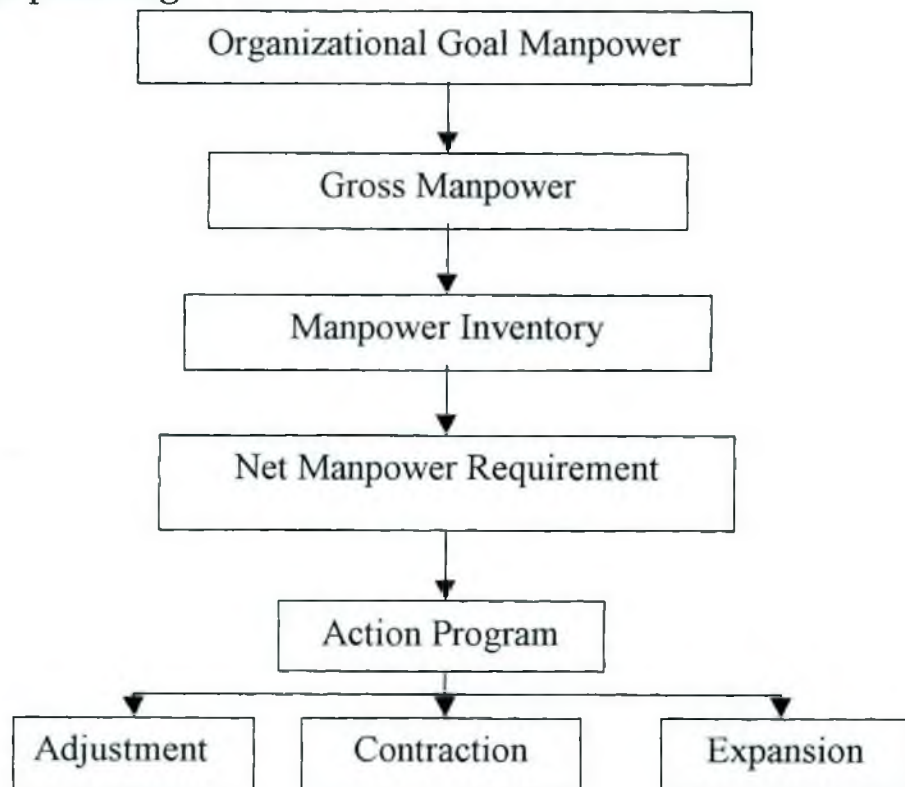 Organizational Goal Manpower
Gross Manpower
Manpower Inventory
Net Manpower Requirement
Action Program
Adjustment Contraction Expansion